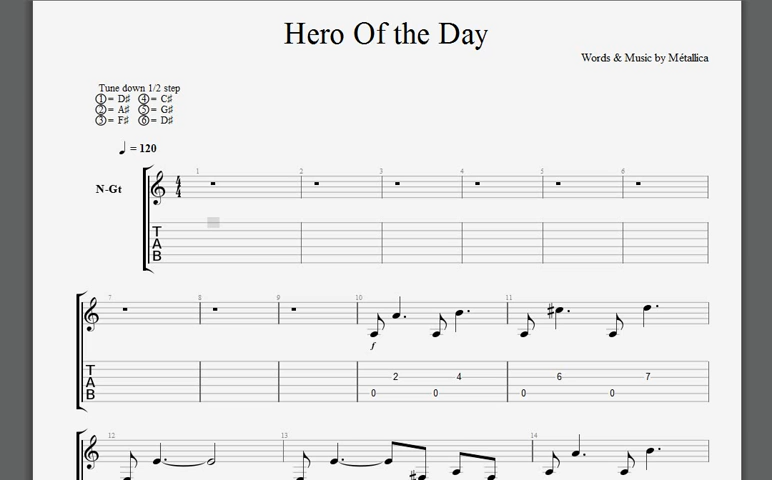 Hero Of the Day
Words & Music by Métallica
Tune down 1/2 step
①= D♯ ④= C♯
②= A♯ ⑤= G♯
③= F♯ ⑥= D♯
♩ = 120
N-Gt
4
4
1 2 3 4 5 6
T
A
B
7 8 9 10 11
f
T
A
B
2 4 6 7
0 0 0 0
12 13 14